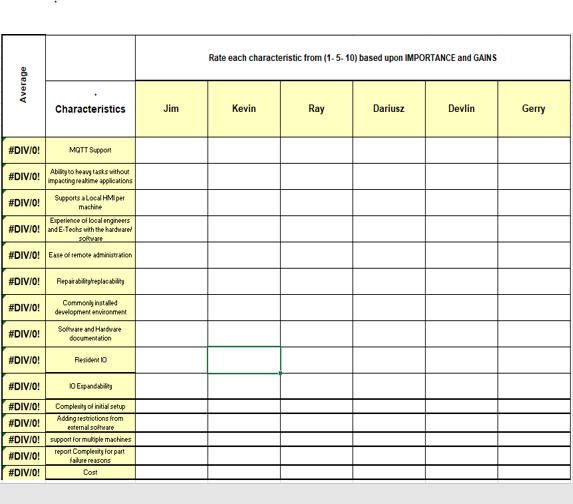 Rate each characteristic from (1- 5- 10) based upon IMPORTANCE and GAINS
Average
Characteristics
Jim
Kevin
Ray
Dariusz
Devlin
Gerry
#DIV/0!
MQTT Support
#DIV/0!
Ability to heavy tasks without
impacting realtime applications
#DIV/0!
Supports a Local HMI per
machine
#DIV/0!
Experience of local engineers
and E-Techs with the hardware/
software
#DIV/0!
Ease of remote administration
#DIV/0!
Repairability/replacability
#DIV/0!
Commonly installed
development environment
#DIV/0!
Software and Hardware
documentation
#DIV/0!
Resident IO
#DIV/0!
IO Expandability
#DIV/0!
Complexity of initial setup
#DIV/0!
Adding restrictions from
external software
#DIV/0!
support for multiple machines
#DIV/0!
report Complexity for part
failure reasons
#DIV/0!
Cost